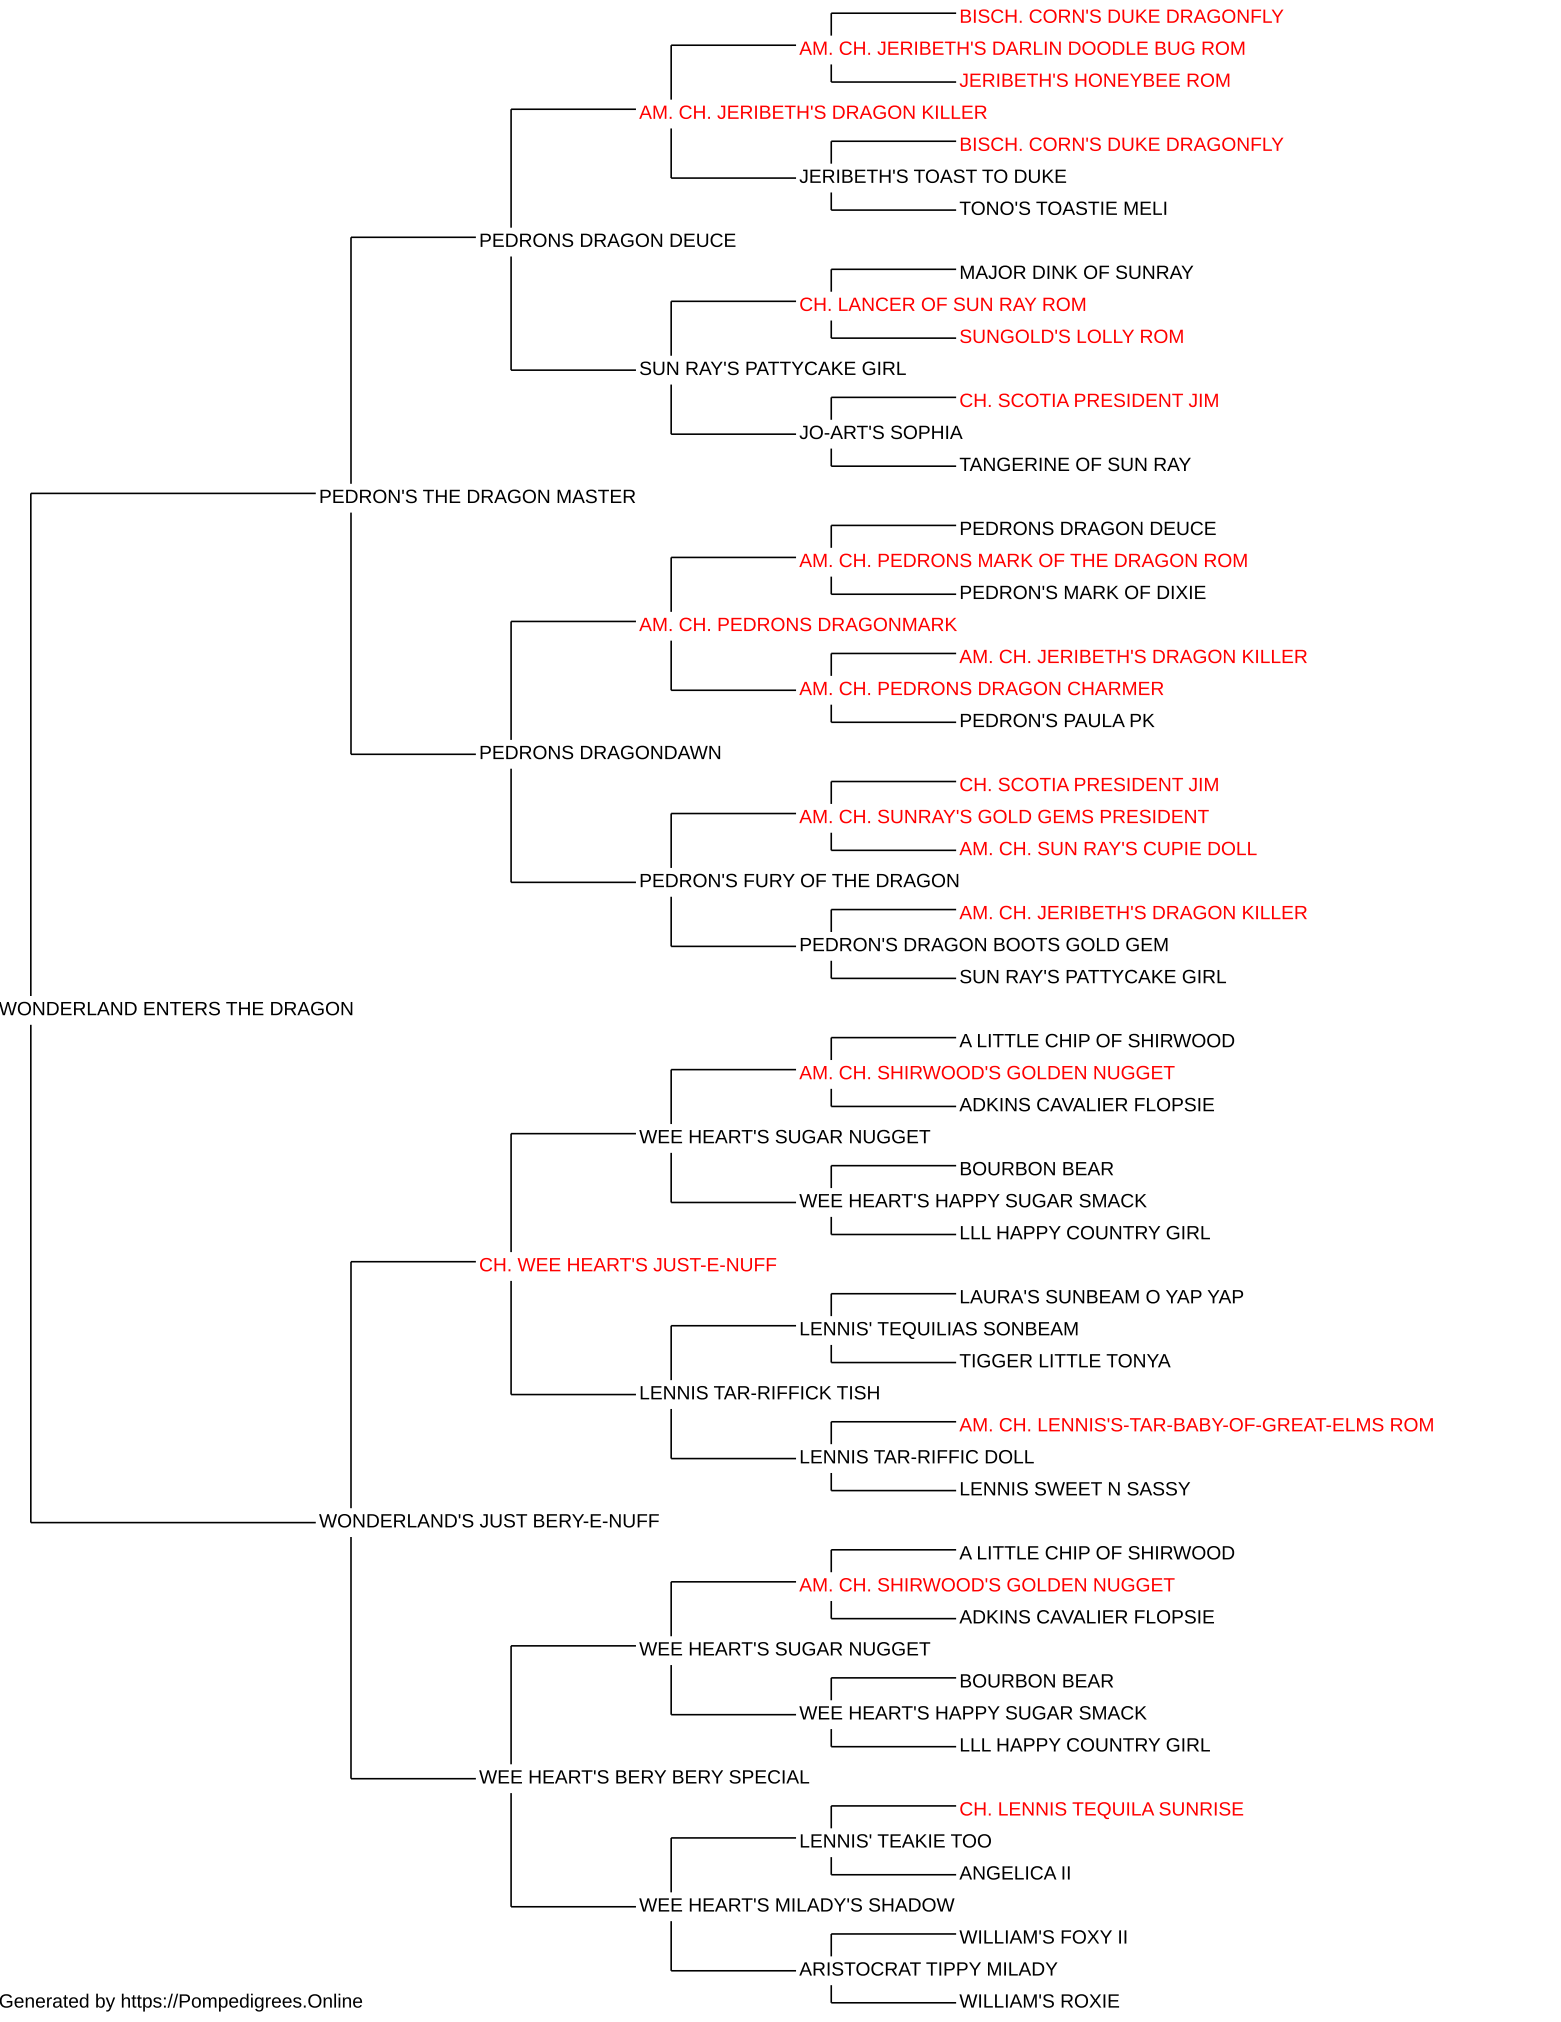 BISCH. CORN'S DUKE DRAGONFLY
AM. CH. JERIBETH'S DARLIN DOODLE BUG ROM
JERIBETH'S HONEYBEE ROM
AM. CH. JERIBETH'S DRAGON KILLER
BISCH. CORN'S DUKE DRAGONFLY
JERIBETH'S TOAST TO DUKE
TONO'S TOASTIE MELI
PEDRONS DRAGON DEUCE
MAJOR DINK OF SUNRAY
CH. LANCER OF SUN RAY ROM
SUNGOLD'S LOLLY ROM
SUN RAY'S PATTYCAKE GIRL
CH. SCOTIA PRESIDENT JIM
JO-ART'S SOPHIA
TANGERINE OF SUN RAY
PEDRON'S THE DRAGON MASTER
PEDRONS DRAGON DEUCE
AM. CH. PEDRONS MARK OF THE DRAGON ROM
PEDRON'S MARK OF DIXIE
AM. CH. PEDRONS DRAGONMARK
AM. CH. JERIBETH'S DRAGON KILLER
AM. CH. PEDRONS DRAGON CHARMER
PEDRON'S PAULA PK
PEDRONS DRAGONDAWN
CH. SCOTIA PRESIDENT JIM
AM. CH. SUNRAY'S GOLD GEMS PRESIDENT
AM. CH. SUN RAY'S CUPIE DOLL
PEDRON'S FURY OF THE DRAGON
AM. CH. JERIBETH'S DRAGON KILLER
PEDRON'S DRAGON BOOTS GOLD GEM
SUN RAY'S PATTYCAKE GIRL
WONDERLAND ENTERS THE DRAGON
A LITTLE CHIP OF SHIRWOOD
AM. CH. SHIRWOOD'S GOLDEN NUGGET
ADKINS CAVALIER FLOPSIE
WEE HEART'S SUGAR NUGGET
BOURBON BEAR
WEE HEART'S HAPPY SUGAR SMACK
LLL HAPPY COUNTRY GIRL
CH. WEE HEART'S JUST-E-NUFF
LAURA'S SUNBEAM O YAP YAP
LENNIS' TEQUILIAS SONBEAM
TIGGER LITTLE TONYA
LENNIS TAR-RIFFICK TISH
AM. CH. LENNIS'S-TAR-BABY-OF-GREAT-ELMS ROM
LENNIS TAR-RIFFIC DOLL
LENNIS SWEET N SASSY
WONDERLAND'S JUST BERY-E-NUFF
A LITTLE CHIP OF SHIRWOOD
AM. CH. SHIRWOOD'S GOLDEN NUGGET
ADKINS CAVALIER FLOPSIE
WEE HEART'S SUGAR NUGGET
BOURBON BEAR
WEE HEART'S HAPPY SUGAR SMACK
LLL HAPPY COUNTRY GIRL
WEE HEART'S BERY BERY SPECIAL
CH. LENNIS TEQUILA SUNRISE
LENNIS' TEAKIE TOO
ANGELICA II
WEE HEART'S MILADY'S SHADOW
WILLIAM'S FOXY II
ARISTOCRAT TIPPY MILADY
WILLIAM'S ROXIE
Generated by https://Pompedigrees.Online